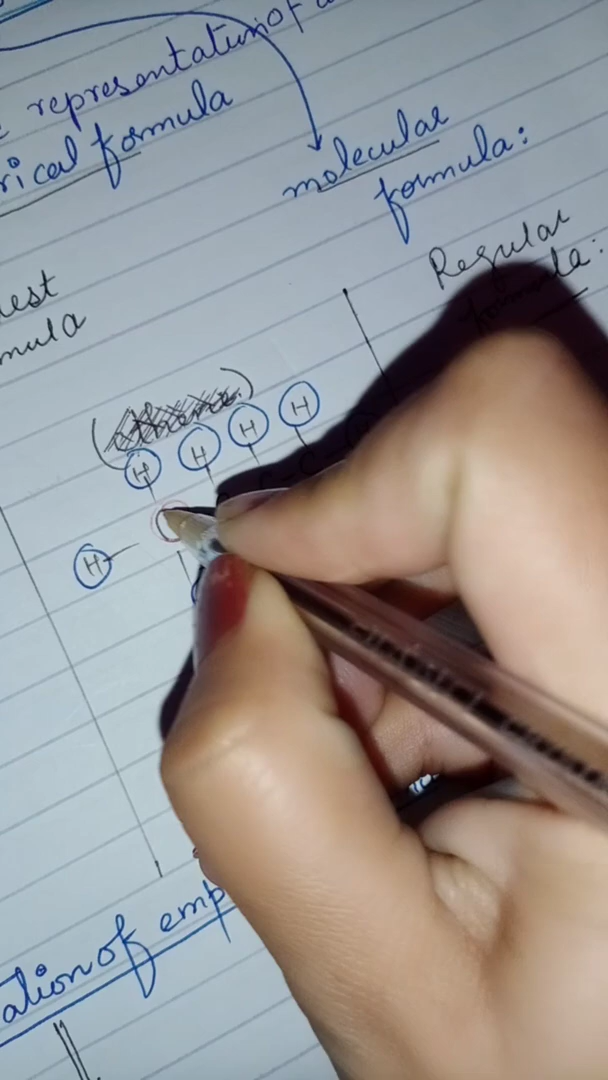 representation of
rical formula
molecular
formula:
Regular
formula:
est
mula
H H H H
C-C-
H
ation of emp